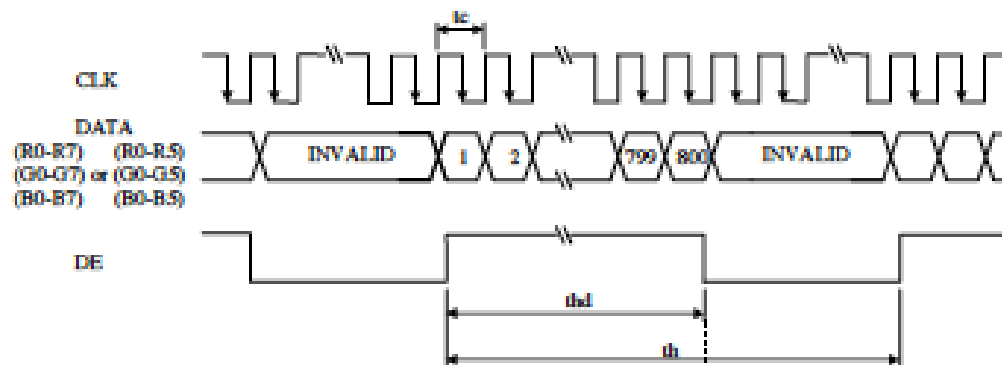 tc
CLK
DATA
(R0-R7) (R0-R5)
(G0-G7) or (G0-G5)
(B0-B7) (B0-B5)
INVALID 1 2 799 800 INVALID
DE
thd
th